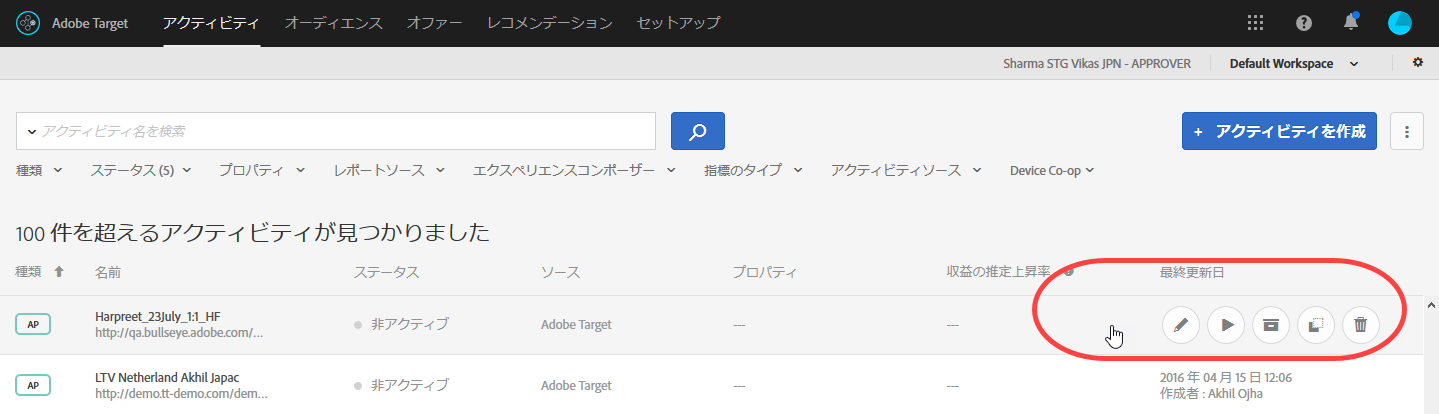 Adobe Target アクティビティ オーディエンス オファー レコメンデーション セットアップ
Sharma STG Vikas JPN - APPROVER Default Workspace
アクティビティ名を検索 + アクティビティを作成
種類 ステータス (5) プロパティ レポートソース エクスペリエンスコンポーザー 指標のタイプ アクティビティソース Device Co-op
100 件を超えるアクティビティが見つかりました
種類 名前 ステータス ソース プロパティ 収益の推定上昇率 最終更新日
AP Harpreet_23July_1:1_HF 非アクティブ Adobe Target --- ---
http://qa.bullseye.adobe.com/...
AP LTV Netherland Akhil Japac 非アクティブ Adobe Target --- --- 2016 年 04 月 15 日 12:06
http://demo.tt-demo.com/dem... 作成者 : Akhil Ojha